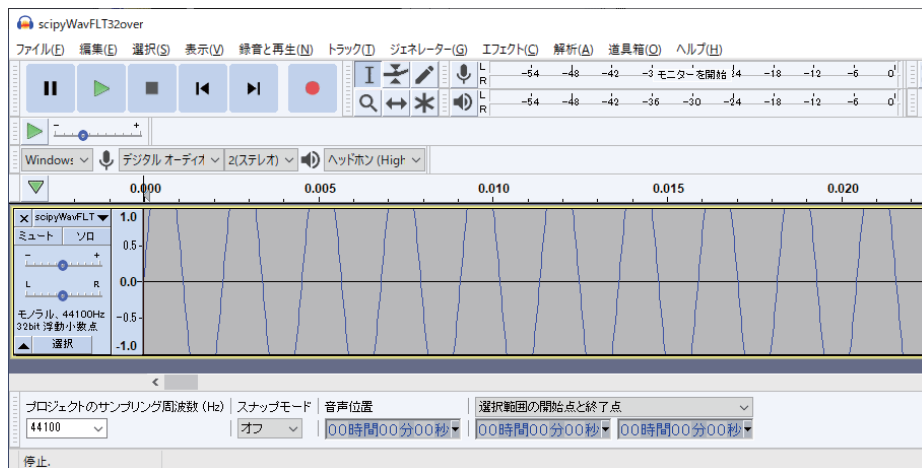 scipyWavFLT32over
ファイル(F) 編集(E) 選択(S) 表示(V) 録音と再生(N) トラック(T) ジェネレーター(G) エフェクト(C) 解析(A) 道具箱(O) ヘルプ(H)
L R -54 -48 -42 -3 モニターを開始 !4 -18 -12 -6 0
L R -54 -48 -42 -36 -30 -24 -18 -12 -6 0
- +
Windows デジタル オーディオ 2(ステレオ) ヘッドホン (High
0.000 0.005 0.010 0.015 0.020
× scipyWavFLT 1.0
ミュート ソロ
0.5
- +
0.0
L R
モノラル、44100Hz -0.5
32bit 浮動小数点
選択 -1.0
プロジェクトのサンプリング周波数 (Hz) スナップモード 音声位置 選択範囲の開始点と終了点
44100 オフ 00時間00分00秒 00時間00分00秒 00時間00分00秒
停止.